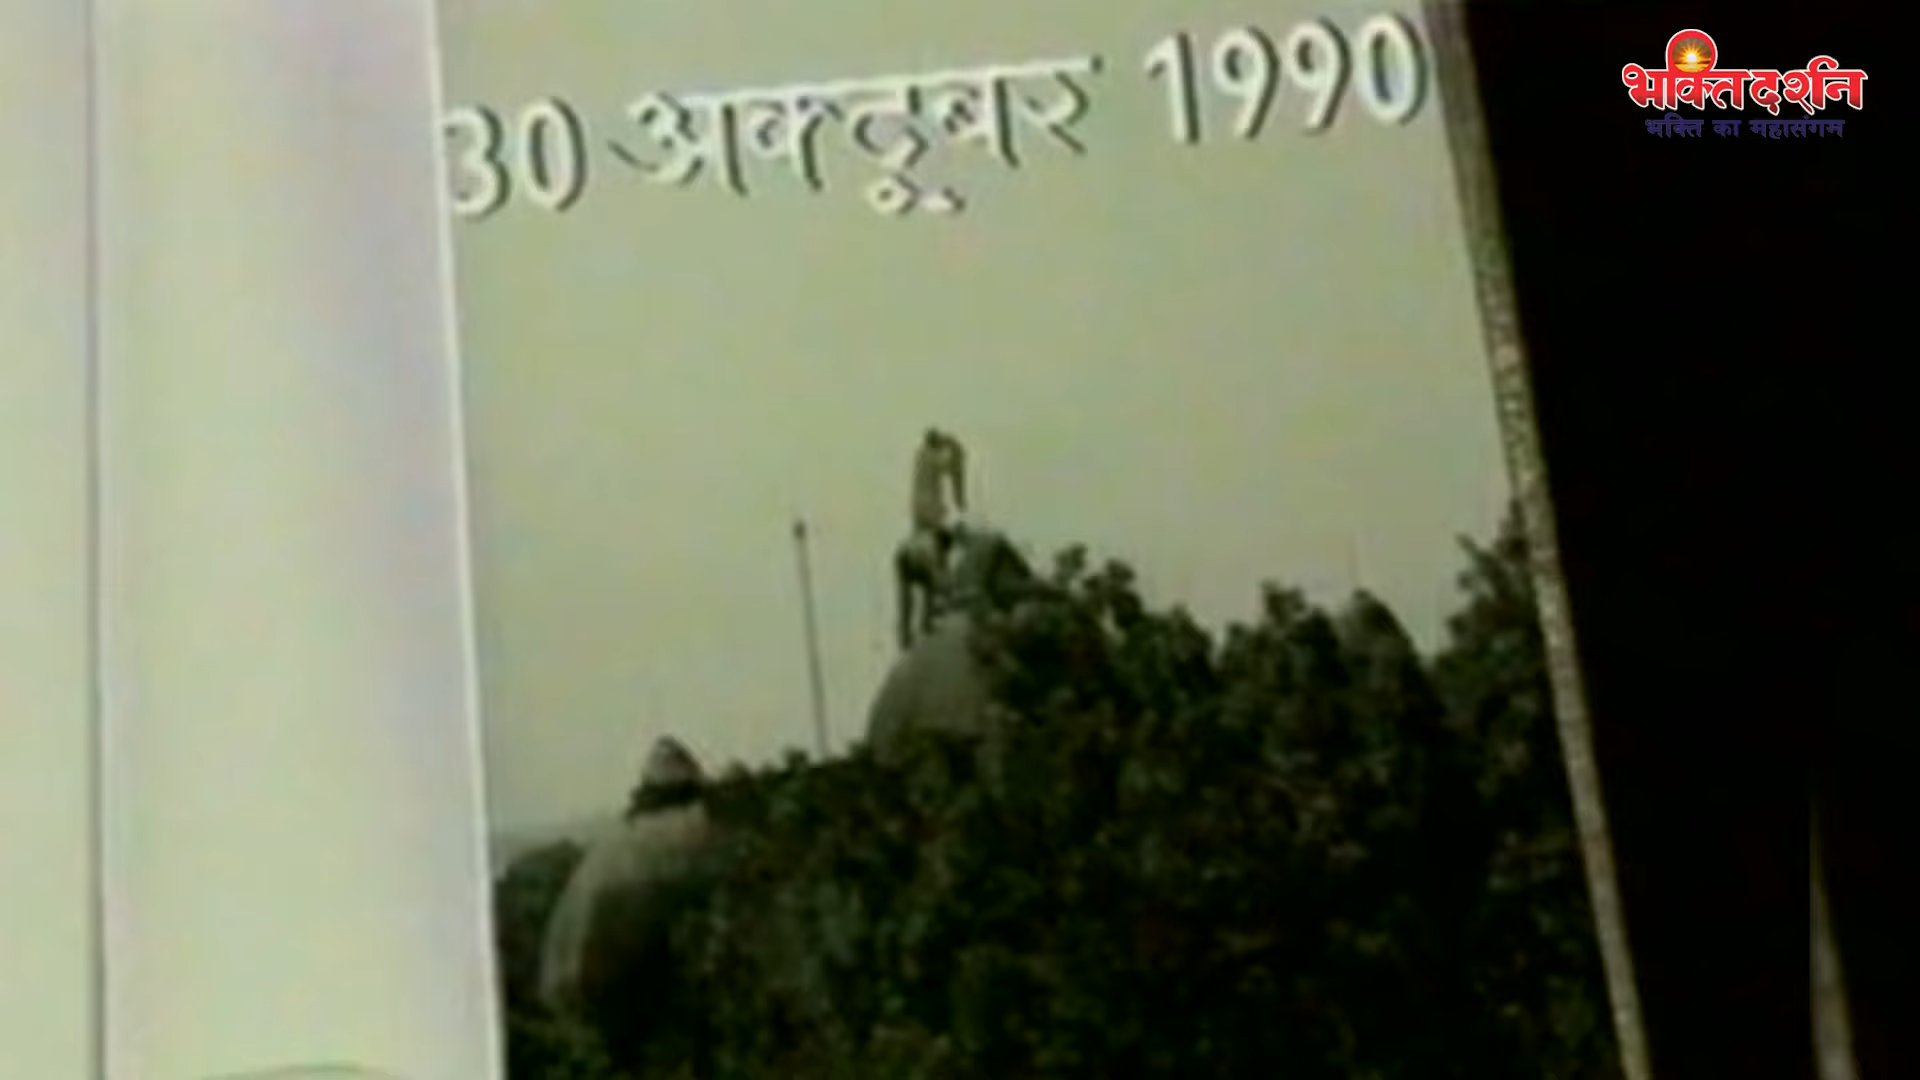 30 अक्टूबर 1990
भक्ति दर्शन
भक्ति का महासंगम